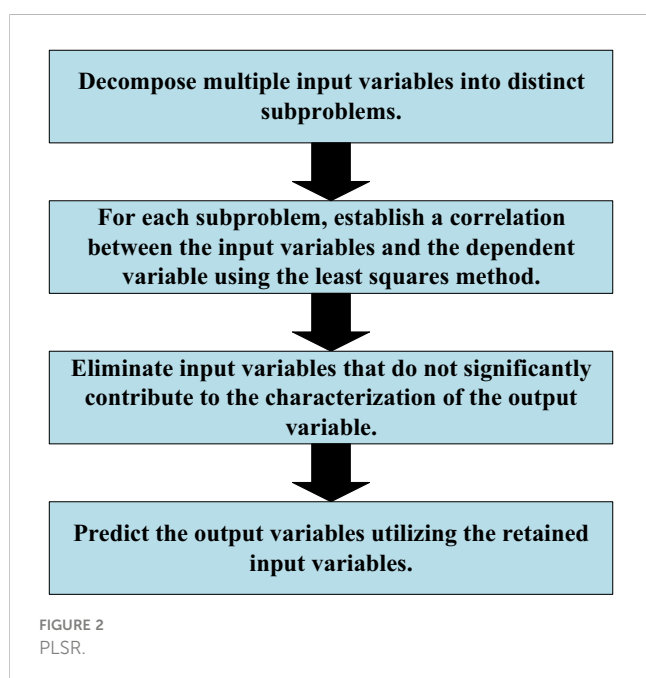 Decompose multiple input variables into distinct
subproblems.
For each subproblem, establish a correlation
between the input variables and the dependent
variable using the least squares method.
Eliminate input variables that do not significantly
contribute to the characterization of the output
variable.
Predict the output variables utilizing the retained
input variables.
FIGURE 2
PLSR.